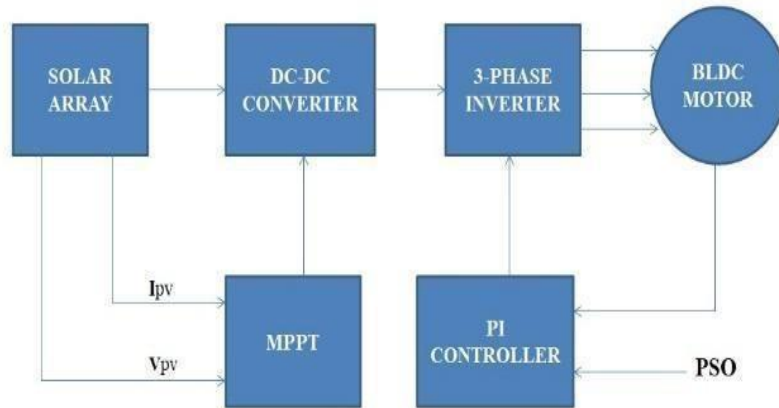 SOLAR
ARRAY
DC-DC
CONVERTER
3-PHASE
INVERTER
BLDC
MOTOR
Ipv
Vpv
MPPT
PI
CONTROLLER
PSO